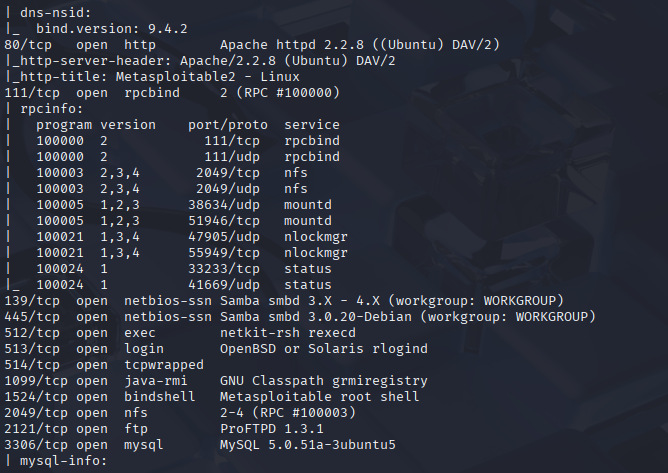 | dns-nsid:
|_  bind.version: 9.4.2
80/tcp   open  http        Apache httpd 2.2.8 ((Ubuntu) DAV/2)
|_http-server-header: Apache/2.2.8 (Ubuntu) DAV/2
|_http-title: Metasploitable2 - Linux
111/tcp  open  rpcbind     2 (RPC #100000)
| rpcinfo:
|   program version    port/proto  service
|   100000  2            111/tcp   rpcbind
|   100000  2            111/udp   rpcbind
|   100003  2,3,4       2049/tcp   nfs
|   100003  2,3,4       2049/udp   nfs
|   100005  1,2,3      38634/udp   mountd
|   100005  1,2,3      51946/tcp   mountd
|   100021  1,3,4      47905/udp   nlockmgr
|   100021  1,3,4      55949/tcp   nlockmgr
|   100024  1          33233/tcp   status
|_  100024  1          41669/udp   status
139/tcp  open  netbios-ssn Samba smbd 3.X - 4.X (workgroup: WORKGROUP)
445/tcp  open  netbios-ssn Samba smbd 3.0.20-Debian (workgroup: WORKGROUP)
512/tcp  open  exec        netkit-rsh rexecd
513/tcp  open  login       OpenBSD or Solaris rlogind
514/tcp  open  tcpwrapped
1099/tcp open  java-rmi    GNU Classpath grmiregistry
1524/tcp open  bindshell   Metasploitable root shell
2049/tcp open  nfs         2-4 (RPC #100003)
2121/tcp open  ftp         ProFTPD 1.3.1
3306/tcp open  mysql       MySQL 5.0.51a-3ubuntu5
| mysql-info: